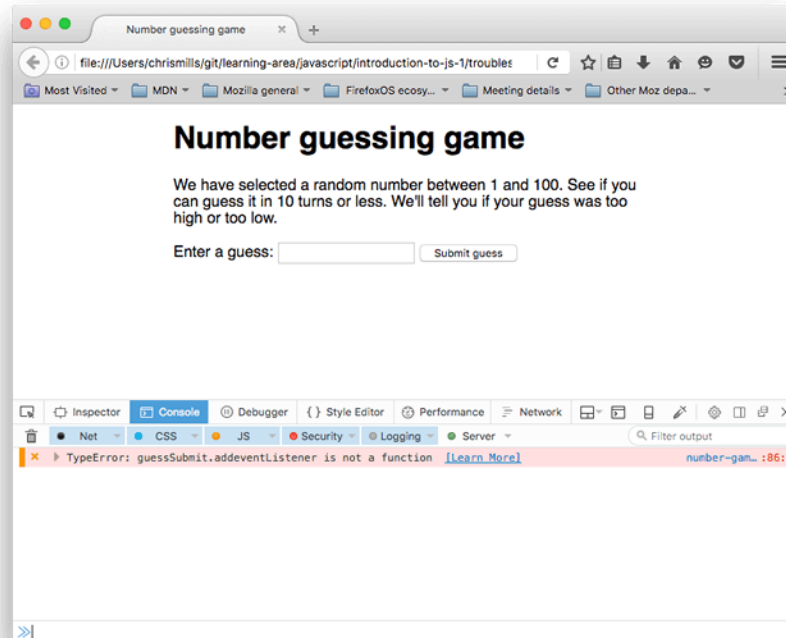 Number guessing game
file:///Users/chrismills/git/learning-area/javascript/introduction-to-js-1/troubles
Most Visited MDN Mozilla general FirefoxOS ecosy... Meeting details Other Moz depa...
Number guessing game
We have selected a random number between 1 and 100. See if you
can guess it in 10 turns or less. We'll tell you if your guess was too
high or too low.
Enter a guess: Submit guess
Inspector Console Debugger { } Style Editor Performance Network
Net CSS JS Security Logging Server Filter output
TypeError: guessSubmit.addeventListener is not a function [Learn More] number-gam… :86: